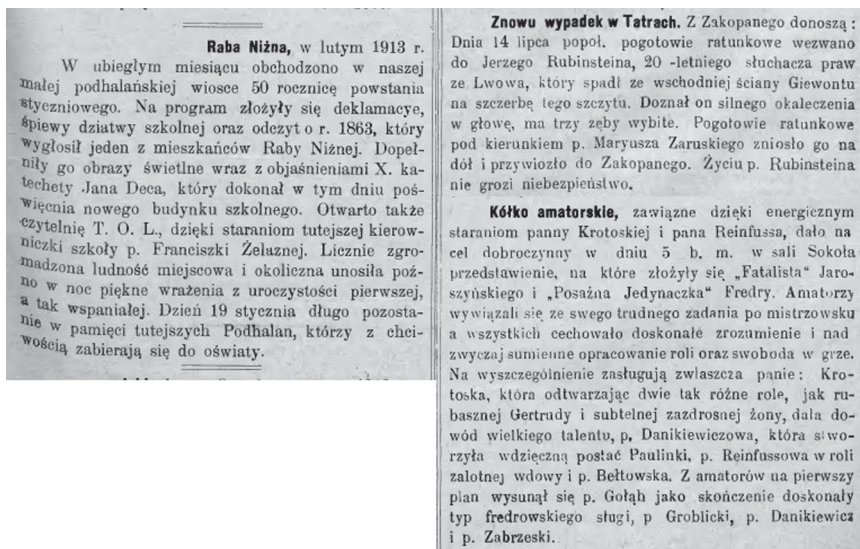 Raba Niżna, w lutym 1913 r.
W ubiegłym miesiącu obchodzono w naszej
małej podhalańskiej wiosce 50 rocznicę powstania
styczniowego. Na program złożyły się deklamacye,
śpiewy dziatwy szkolnej oraz odczyt o r. 1863, który
wygłosił jeden z mieszkańców Raby Niżnej. Dopeł-
niły go obrazy świetlne wraz z objaśnieniami X. ka-
techety Jana Deca, który dokonał w tym dniu poś-
więcnia nowego budynku szkolnego. Otwarto także
czytelnię T. O. L., dzięki staraniom tutejszej kierow-
niczki szkoły p. Franciszki Żelaznej. Licznie zgro-
madzona ludność miejscowa i okoliczna unosiła póź-
no w noc piękne wrażenia z uroczystości pierwszej,
a tak wspaniałej. Dzień 19 stycznia długo pozosta-
nie w pamięci tutejszych Podhalan, którzy z chci-
wością zabierają się do oświaty.

Znowu wypadek w Tatrach. Z Zakopanego donoszą :
Dnia 14 lipca popoł. pogotowie ratunkowe wezwano
do Jerzego Rubinsteina, 20 -letniego słuchacza praw
ze Lwowa, który spadł ze wschodniej ściany Giewontu
na szczerbę tego szczytu. Doznał on silnego okaleczenia
w głowę, ma trzy zęby wybite. Pogotowie ratunkowe
pod kierunkiem p. Maryusza Zaruskiego zniosło go na
dół i przywiozło do Zakopanego. Życiu p. Rubinsteina
nie grozi niebezpieństwo.
Kółko amatorskie, zawiązne dzięki energicznym
staraniom panny Krotoskiej i pana Reinfussa, dało na
cel dobroczynny w dniu 5 b. m. w sali Sokoła
przedstawienie, na które złożyły się „Fatalista" Jaro-
szyńskiego i „Posażna Jedynaczka" Fredry. Amatorzy
wywiązali się ze swego trudnego zadania po mistrzowsku
a wszystkich cechowało doskonałe zrozumienie i nad
zwyczaj sumienne opracowanie roli oraz swoboda w grze.
Na wyszczególnienie zasługują zwłaszcza panie : Kro-
toska, która odtwarzając dwie tak różne role, jak ru-
basznej Gertrudy i subtelnej zazdrosnej żony, dała do-
wód wielkiego talentu, p. Danikiewiczowa, która stwo-
rzyła wdzięczną postać Paulinki, p. Reinfussowa w roli
zalotnej wdowy i p. Bełtowska. Z amatorów na pierwszy
plan wysunął się p. Gołąb jako skończenie doskonały
typ fredrowskiego sługi, p Groblicki, p. Danikiewicz
i p. Zabrzeski.